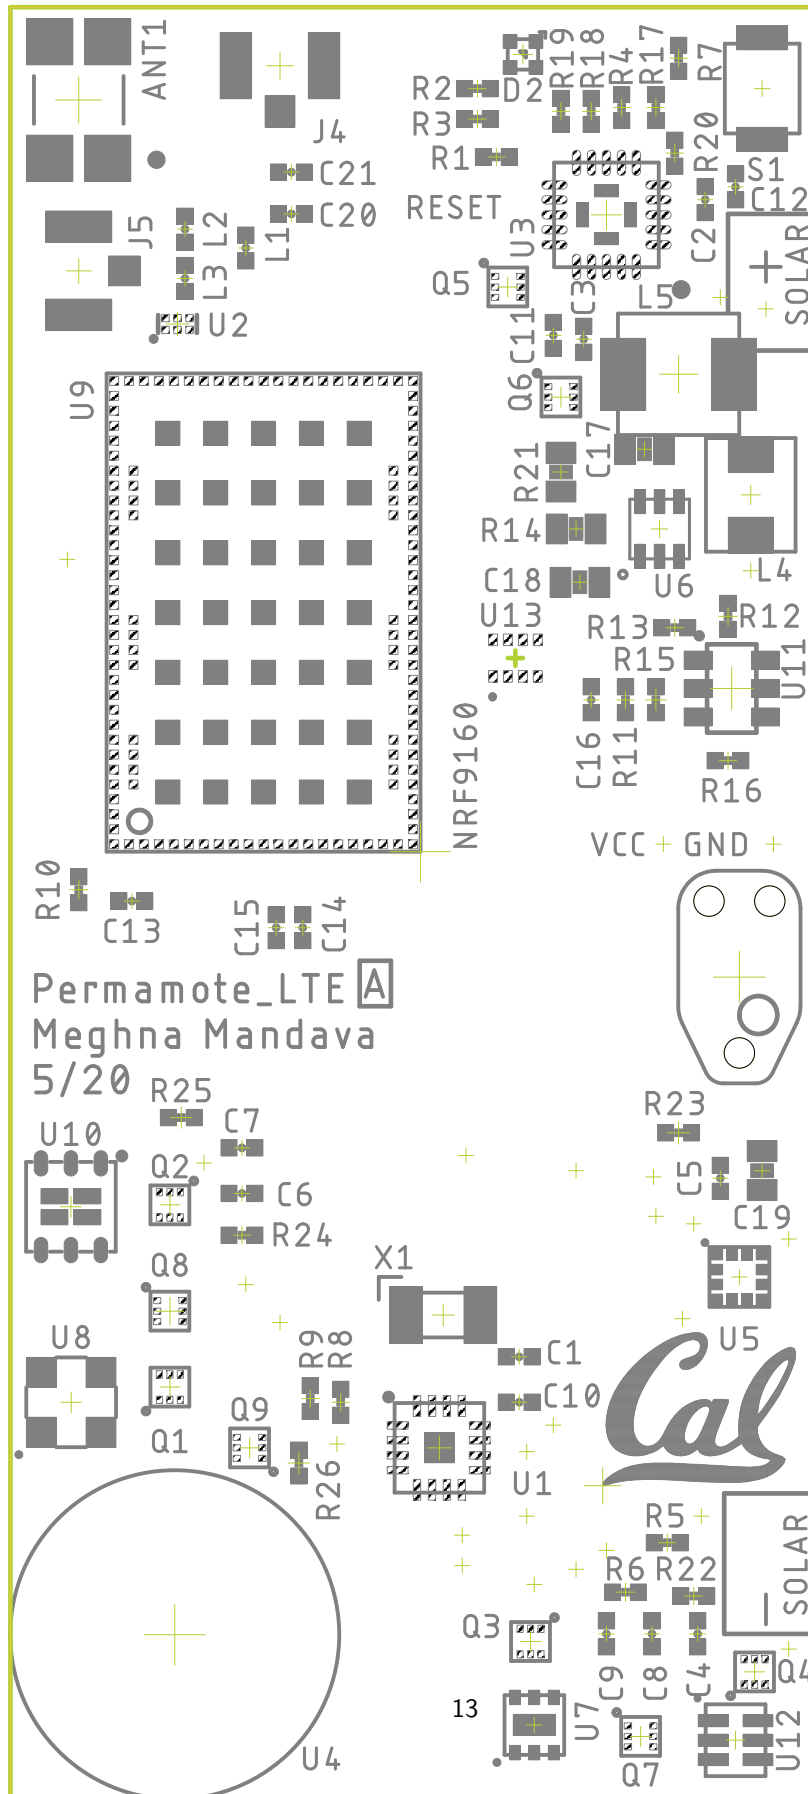 ANT1
J4
R19
R18
R4
R17
R7
R2
D2
R3
R1
R20
S1
C12
C21
C20
RESET
U3
C2
SOLAR
+
J5
L2
L1
L3
U2
Q5
C3
L5
C11
U9
Q6
C17
R21
R14
C18
U6
L4
U13
R12
R13
R15
U11
NRF9160
C16
R11
R16
VCC GND
R10
C13
C15
C14
Permamote_LTE A
Meghna Mandava
5/20
R25
C7
U10
Q2
C6
R24
R23
C5
C19
Q8
X1
U5
U8
R9
R8
C1
C10
Cal
Q1
Q9
R26
U1
R5
R6
R22
SOLAR
Q3
C9
C8
C4
Q4
13
U7
Q7
U12
U4